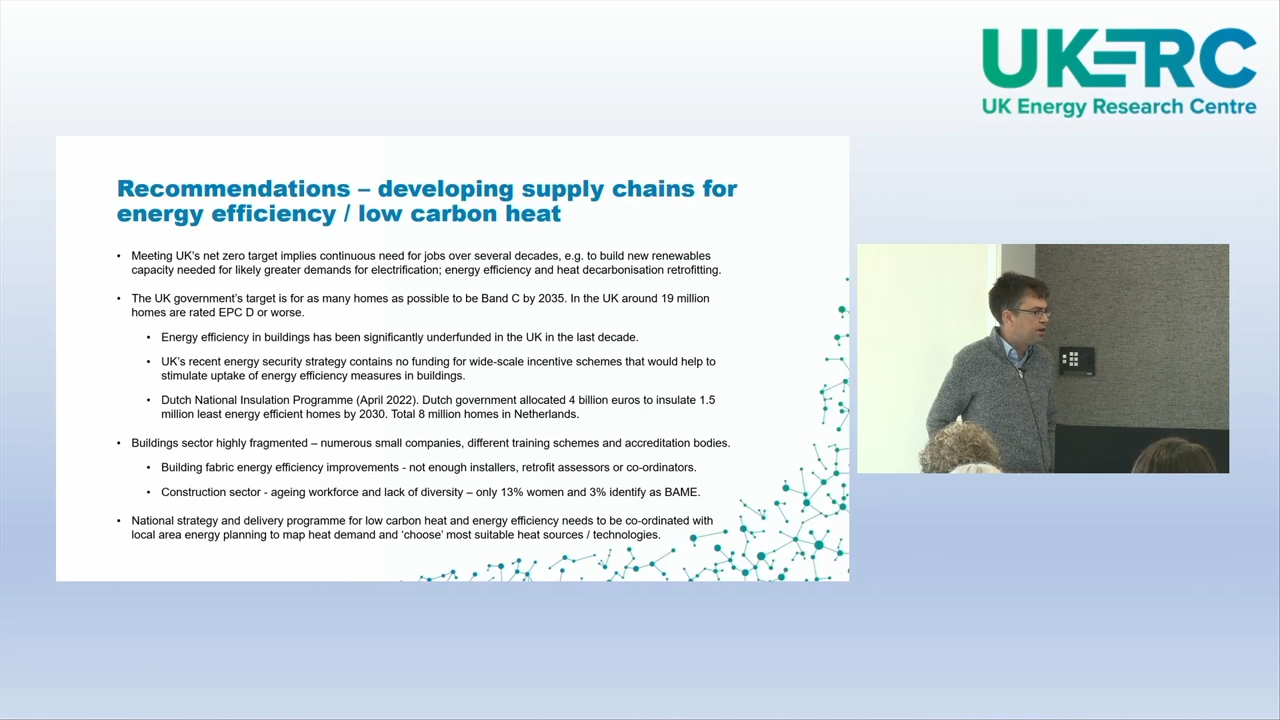 UKERC
UK Energy Research Centre
Recommendations – developing supply chains for
energy efficiency / low carbon heat
• Meeting UK's net zero target implies continuous need for jobs over several decades, e.g. to build new renewables
capacity needed for likely greater demands for electrification; energy efficiency and heat decarbonisation retrofitting.
• The UK government's target is for as many homes as possible to be Band C by 2035. In the UK around 19 million
homes are rated EPC D or worse.
• Energy efficiency in buildings has been significantly underfunded in the UK in the last decade.
• UK's recent energy security strategy contains no funding for wide-scale incentive schemes that would help to
stimulate uptake of energy efficiency measures in buildings.
• Dutch National Insulation Programme (April 2022). Dutch government allocated 4 billion euros to insulate 1.5
million least energy efficient homes by 2030. Total 8 million homes in Netherlands.
• Buildings sector highly fragmented – numerous small companies, different training schemes and accreditation bodies.
• Building fabric energy efficiency improvements - not enough installers, retrofit assessors or co-ordinators.
• Construction sector - ageing workforce and lack of diversity – only 13% women and 3% identify as BAME.
• National strategy and delivery programme for low carbon heat and energy efficiency needs to be co-ordinated with
local area energy planning to map heat demand and ‘choose’ most suitable heat sources / technologies.